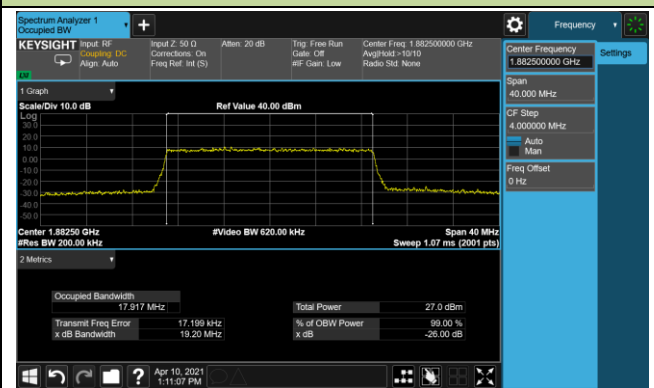 Spectrum Analyzer 1
Occupied BW
Frequency
KEYSIGHT
Input: RF
Coupling: DC
Align: Auto
Input Z: 50 Ω
Corrections: On
Freq Ref: Int (S)
Atten: 20 dB
Trig: Free Run
Gate: Off
#IF Gain: Low
Center Freq: 1.882500000 GHz
Avg|Hold:>10/10
Radio Std: None
LXI
Center Frequency
1.882500000 GHz
Settings
Span
40.000 MHz
CF Step
4.000000 MHz
Auto
Man
Freq Offset
0 Hz
1 Graph
Scale/Div 10.0 dB
Ref Value 40.00 dBm
Log
30.0
20.0
10.0
0.00
-10.0
-20.0
-30.0
-40.0
-50.0
Center 1.88250 GHz
#Video BW 620.00 kHz
Span 40 MHz
#Res BW 200.00 kHz
Sweep 1.07 ms (2001 pts)
2 Metrics
Occupied Bandwidth
17.917 MHz
Total Power
27.0 dBm
Transmit Freq Error
17.199 kHz
% of OBW Power
99.00 %
x dB Bandwidth
19.20 MHz
x dB
-26.00 dB
Apr 10, 2021
1:11:07 PM